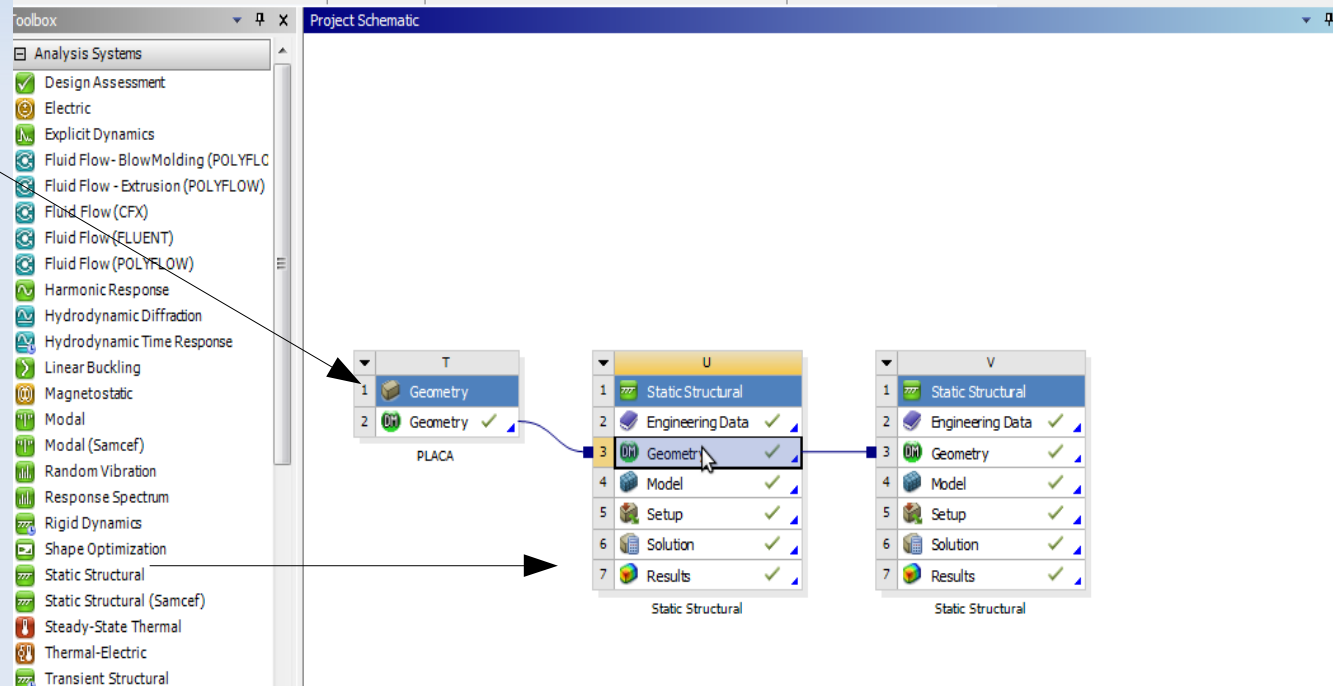 Toolbox
Project Schematic
Analysis Systems
Design Assessment
Electric
Explicit Dynamics
Fluid Flow- BlowMolding (POLYFLO
Fluid Flow - Extrusion (POLYFLOW)
Fluid Flow (CFX)
Fluid Flow (FLUENT)
Fluid Flow (POLYFLOW)
Harmonic Response
Hydrodynamic Diffraction
Hydrodynamic Time Response
Linear Buckling
Magnetostatic
Modal
Modal (Samcef)
Random Vibration
Response Spectrum
Rigid Dynamics
Shape Optimization
Static Structural
Static Structural (Samcef)
Steady-State Thermal
Thermal-Electric
Transient Structural
T
1 Geometry
2 DM Geometry
PLACA
U
1 Static Structural
2 Engineering Data
3 DM Geometry
4 Model
5 Setup
6 Solution
7 Results
Static Structural
V
1 Static Structural
2 Engineering Data
3 DM Geometry
4 Model
5 Setup
6 Solution
7 Results
Static Structural